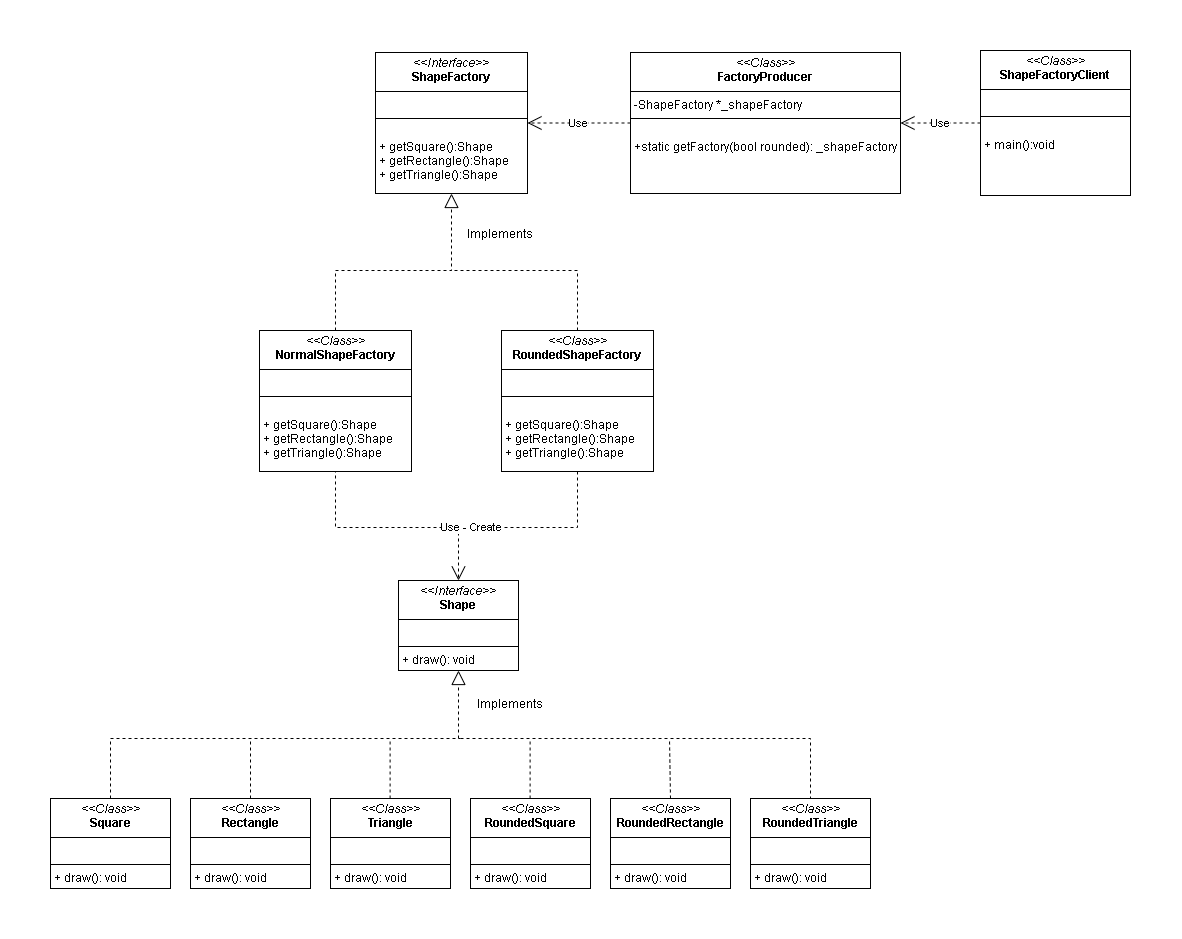 <<Interface>>
ShapeFactory
+ getSquare():Shape
+ getRectangle():Shape
+ getTriangle():Shape
Use
<<Class>>
FactoryProducer
-ShapeFactory *_shapeFactory
+static getFactory(bool rounded): _shapeFactory
Use
<<Class>>
ShapeFactoryClient
+ main():void
Implements
<<Class>>
NormalShapeFactory
+ getSquare():Shape
+ getRectangle():Shape
+ getTriangle():Shape
<<Class>>
RoundedShapeFactory
+ getSquare():Shape
+ getRectangle():Shape
+ getTriangle():Shape
Use - Create
<<Interface>>
Shape
+ draw(): void
Implements
<<Class>>
Square
+ draw(): void
<<Class>>
Rectangle
+ draw(): void
<<Class>>
Triangle
+ draw(): void
<<Class>>
RoundedSquare
+ draw(): void
<<Class>>
RoundedRectangle
+ draw(): void
<<Class>>
RoundedTriangle
+ draw(): void